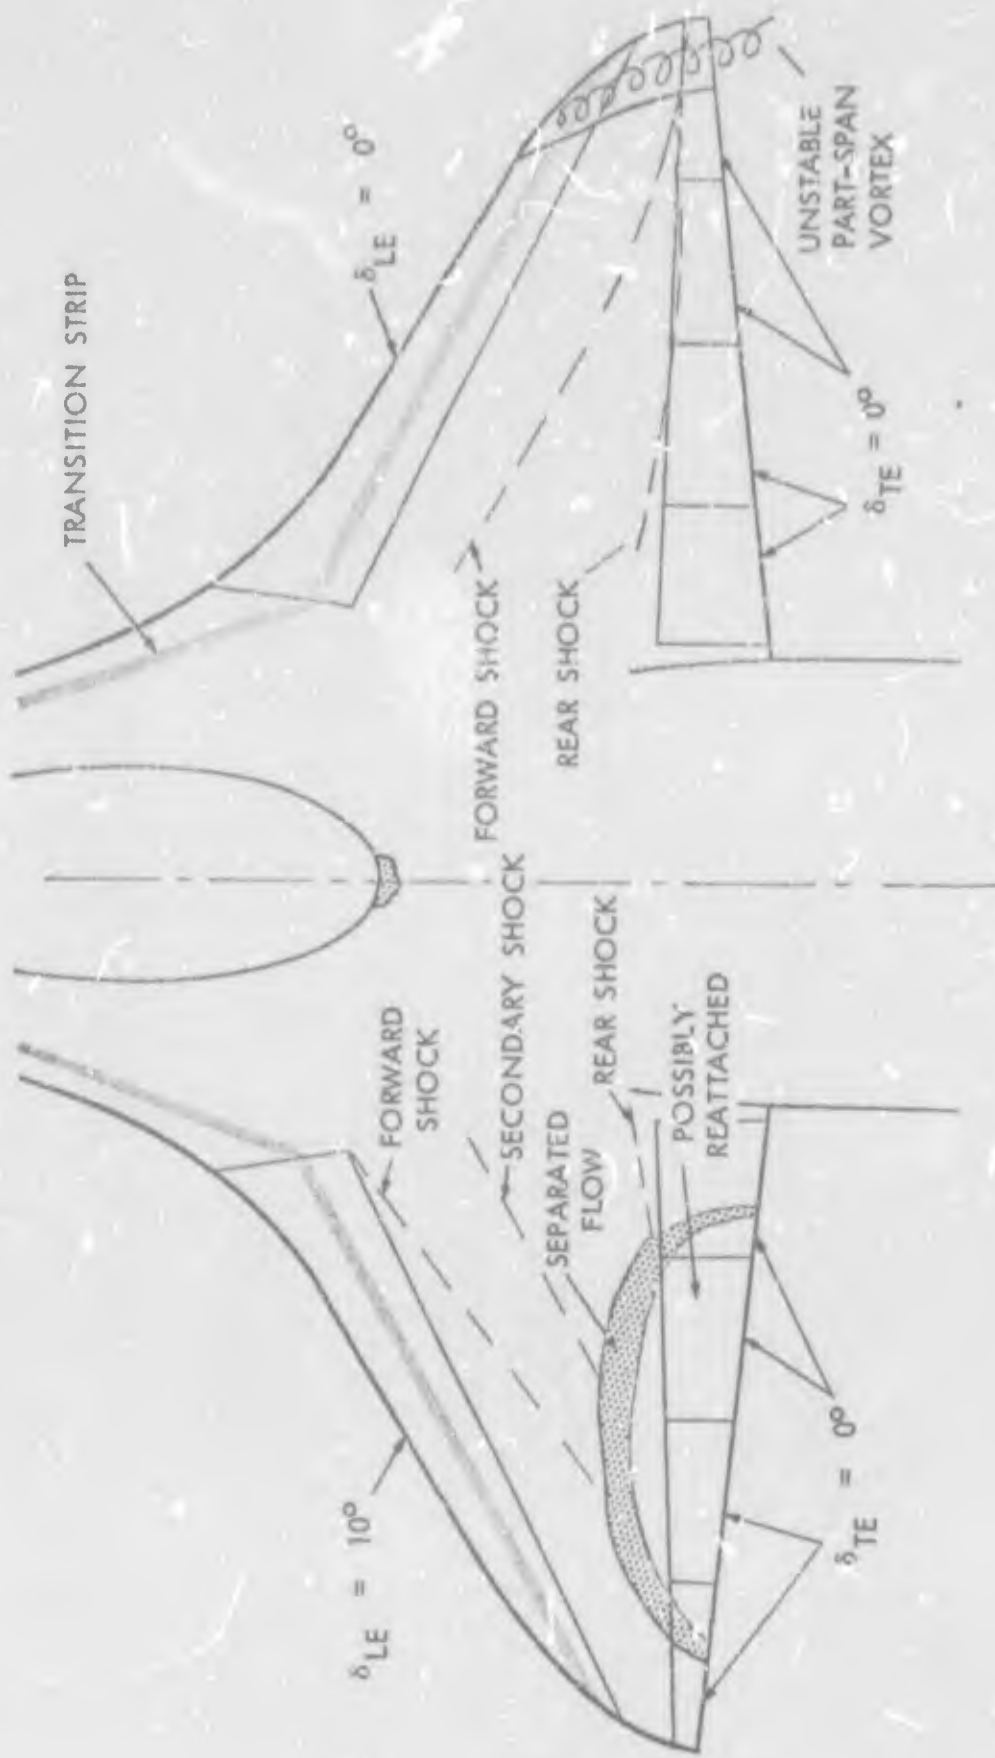 TRANSITION STRIP
δLE = 0°
UNSTABLE
PART-SPAN
VORTEX
δTE = 0°
FORWARD SHOCK
REAR SHOCK
δLE = 10°
FORWARD
SHOCK
SECONDARY SHOCK
SEPARATED
FLOW
REAR SHOCK
POSSIBLY
REATTACHED
δTE = 0°